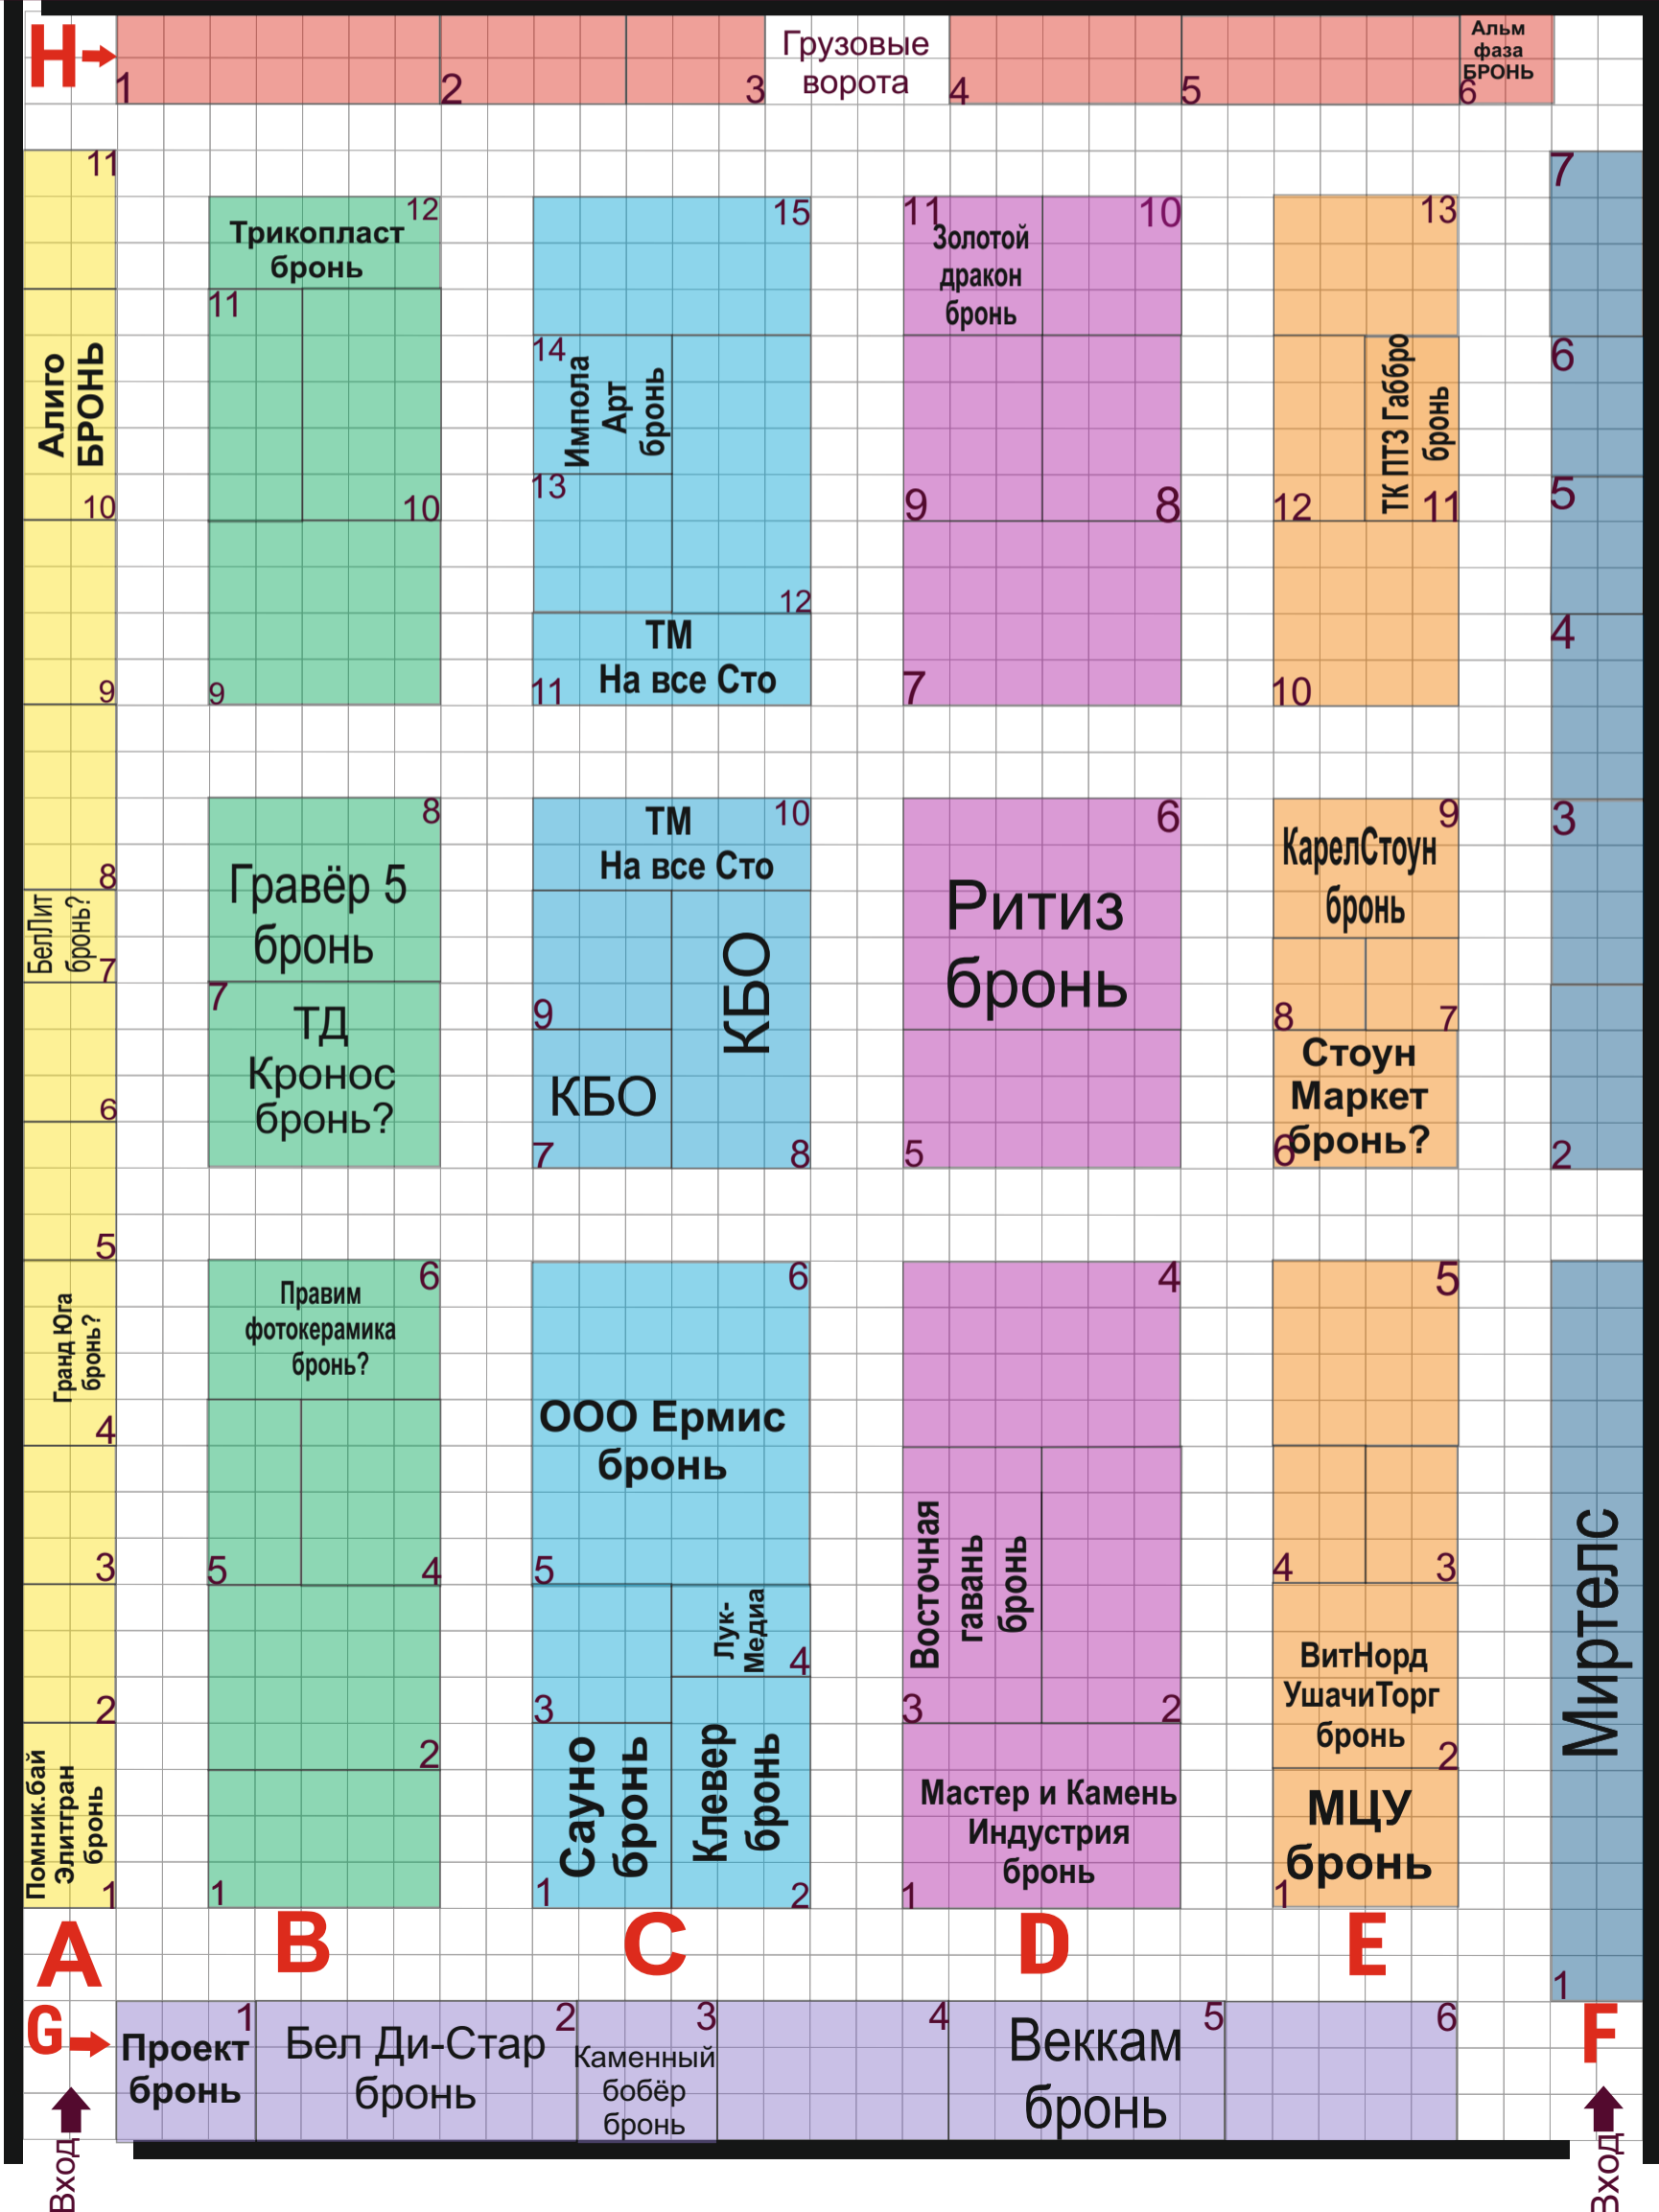 H
1
2
3
Грузовые
ворота
4
5
6
Альм
фаза
БРОНЬ
11
Алиго
БРОНЬ
10
9
8
БелЛит
бронь?
7
6
5
Гранд Юга
бронь?
4
3
2
Помник.бай
Элитгран
бронь
1
A
12
Трикопласт
бронь
11
10
9
8
Гравёр 5
бронь
7
ТД
Кронос
бронь?
6
Правим
фотокерамика
бронь?
5
4
2
1
B
15
14
Импола
Арт
бронь
13
12
ТМ
На все Сто
11
10
ТМ
На все Сто
9
КБО
КБО
7
8
6
ООО Ермис
бронь
5
Лук-
Медиа
4
3
Сауно
бронь
Клевер
бронь
1
2
C
11
10
Золотой
дракон
бронь
9
8
7
6
Ритиз
бронь
5
4
Восточная
гавань
бронь
3
2
Мастер и Камень
Индустрия
бронь
1
D
13
ТК ПТЗ Габбро
бронь
12
11
10
9
КарелСтоун
бронь
8
7
Стоун
Маркет
бронь?
6
5
4
3
ВитНорд
УшачиТорг
бронь
2
МЦУ
бронь
1
E
7
6
5
4
3
2
Миртелс
1
F
G
1
Проект
бронь
2
Бел Ди-Стар
бронь
3
Каменный
бобёр
бронь
4
5
Веккам
бронь
6
Вход
Вход